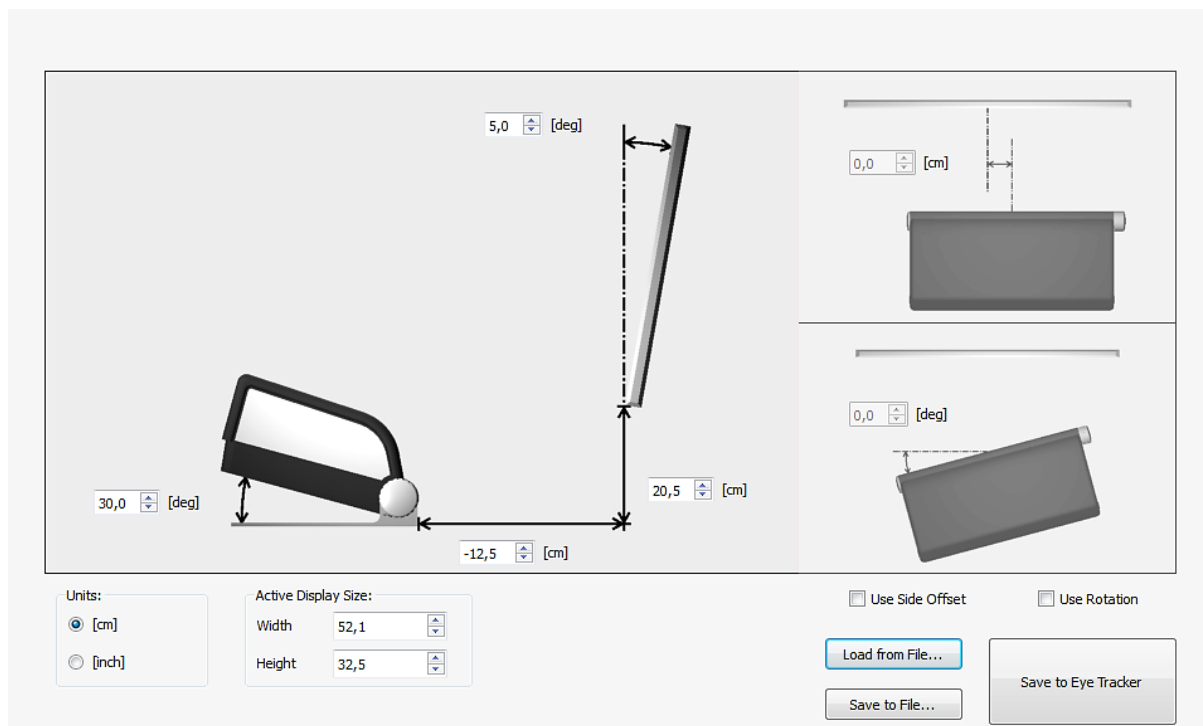 5,0 [deg]
0,0 [cm]
0,0 [deg]
30,0 [deg]
20,5 [cm]
-12,5 [cm]
Units:
[cm]
[inch]
Active Display Size:
Width 52,1
Height 32,5
Use Side Offset
Use Rotation
Load from File...
Save to File...
Save to Eye Tracker